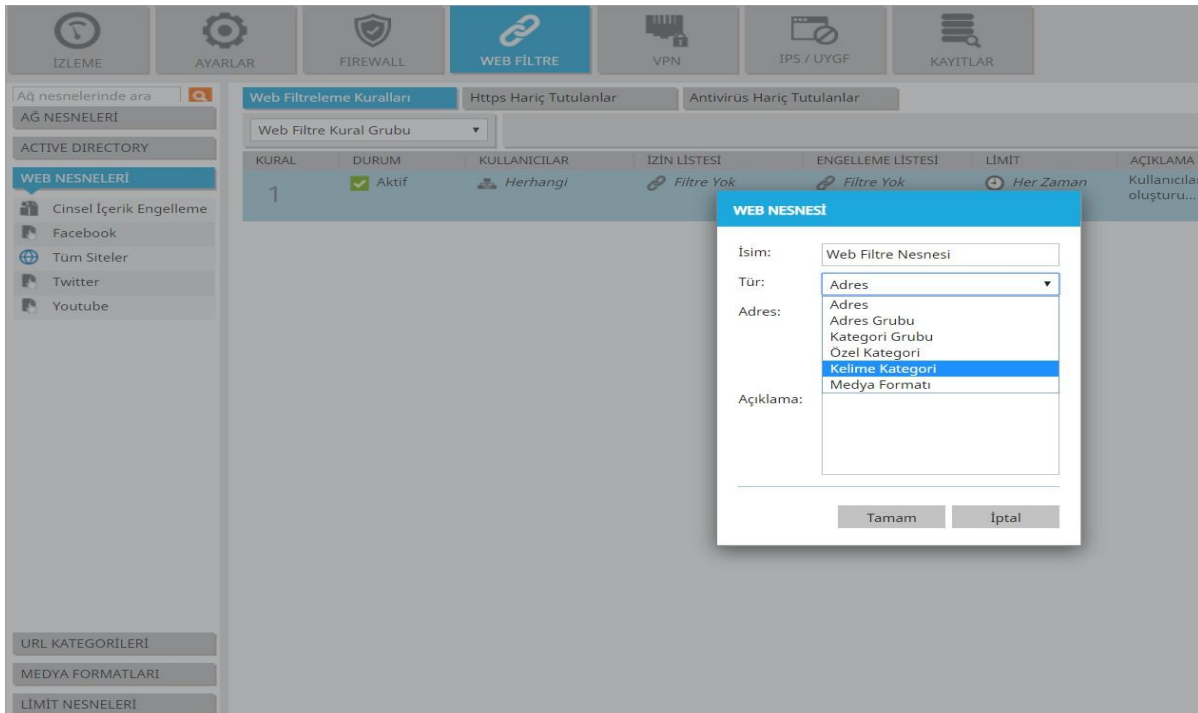 İZLEME
AYARLAR
FIREWALL
WEB FİLTRE
VPN
IPS / UYGF
KAYITLAR
Ağ nesnelerinde ara
AĞ NESNELERİ
ACTIVE DIRECTORY
WEB NESNELERİ
Cinsel İçerik Engelleme
Facebook
Tüm Siteler
Twitter
Youtube
URL KATEGORİLERİ
MEDYA FORMATLARI
LİMİT NESNELERİ
Web Filtreleme Kuralları
Https Hariç Tutulanlar
Antivirüs Hariç Tutulanlar
Web Filtre Kural Grubu
KURAL DURUM KULLANICILAR İZİN LİSTESİ ENGELLEME LİSTESİ LİMİT AÇIKLAMA
1 Aktif Herhangi Filtre Yok Filtre Yok Her Zaman Kullanıcılar
oluşturu...
WEB NESNESİ
İsim: Web Filtre Nesnesi
Tür: Adres
Adres:
Adres
Adres Grubu
Kategori Grubu
Özel Kategori
Kelime Kategori
Medya Formatı
Açıklama:
Tamam İptal